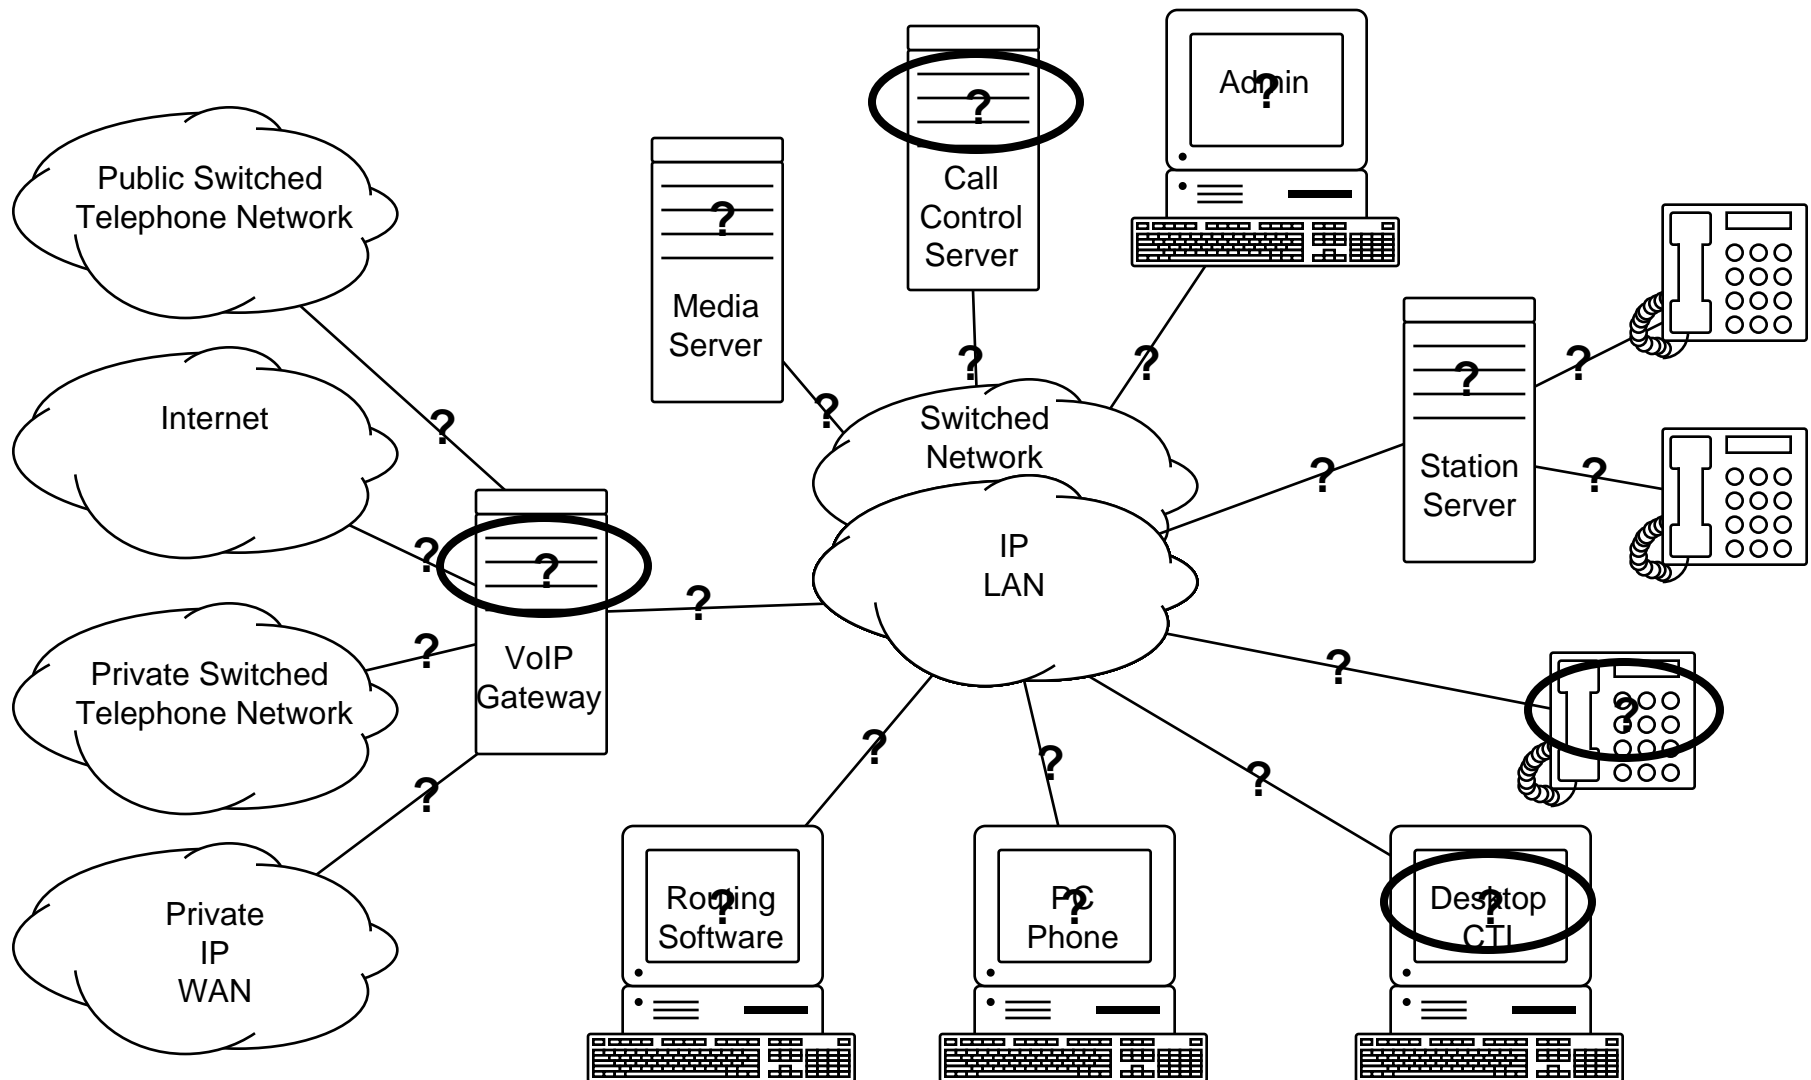 ?
Admin
?
Call
Control
Server
?
Media
Server
Public Switched
Telephone Network
?
?
?
?
?
?
Station
Server
?
?
Switched
Network
Internet
?
?
?
IP
LAN
?
VoIP
Gateway
?
?
Private Switched
Telephone Network
?
?
?
?
?
?
Private
IP
WAN
Routing
Software
?
PC
Phone
?
Desktop
CTI
?